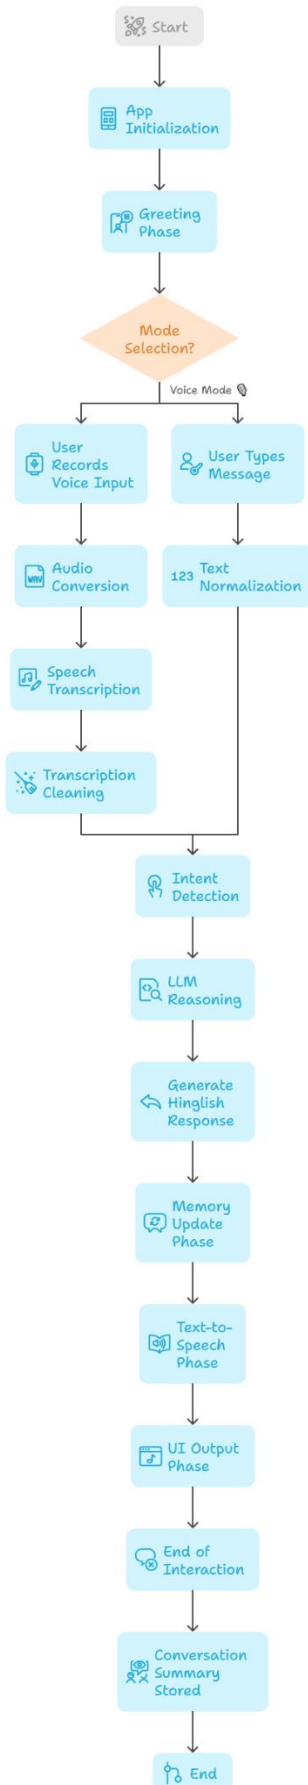 Start
App
Initialization
Greeting
Phase
Mode
Selection?
Voice Mode
User
Records
Voice Input
User Types
Message
WAV
Audio
Conversion
123 Text
Normalization
Speech
Transcription
Transcription
Cleaning
Intent
Detection
LLM
Reasoning
Generate
Hinglish
Response
Memory
Update
Phase
Text-to-
Speech
Phase
UI Output
Phase
End of
Interaction
Conversation
Summary
Stored
End